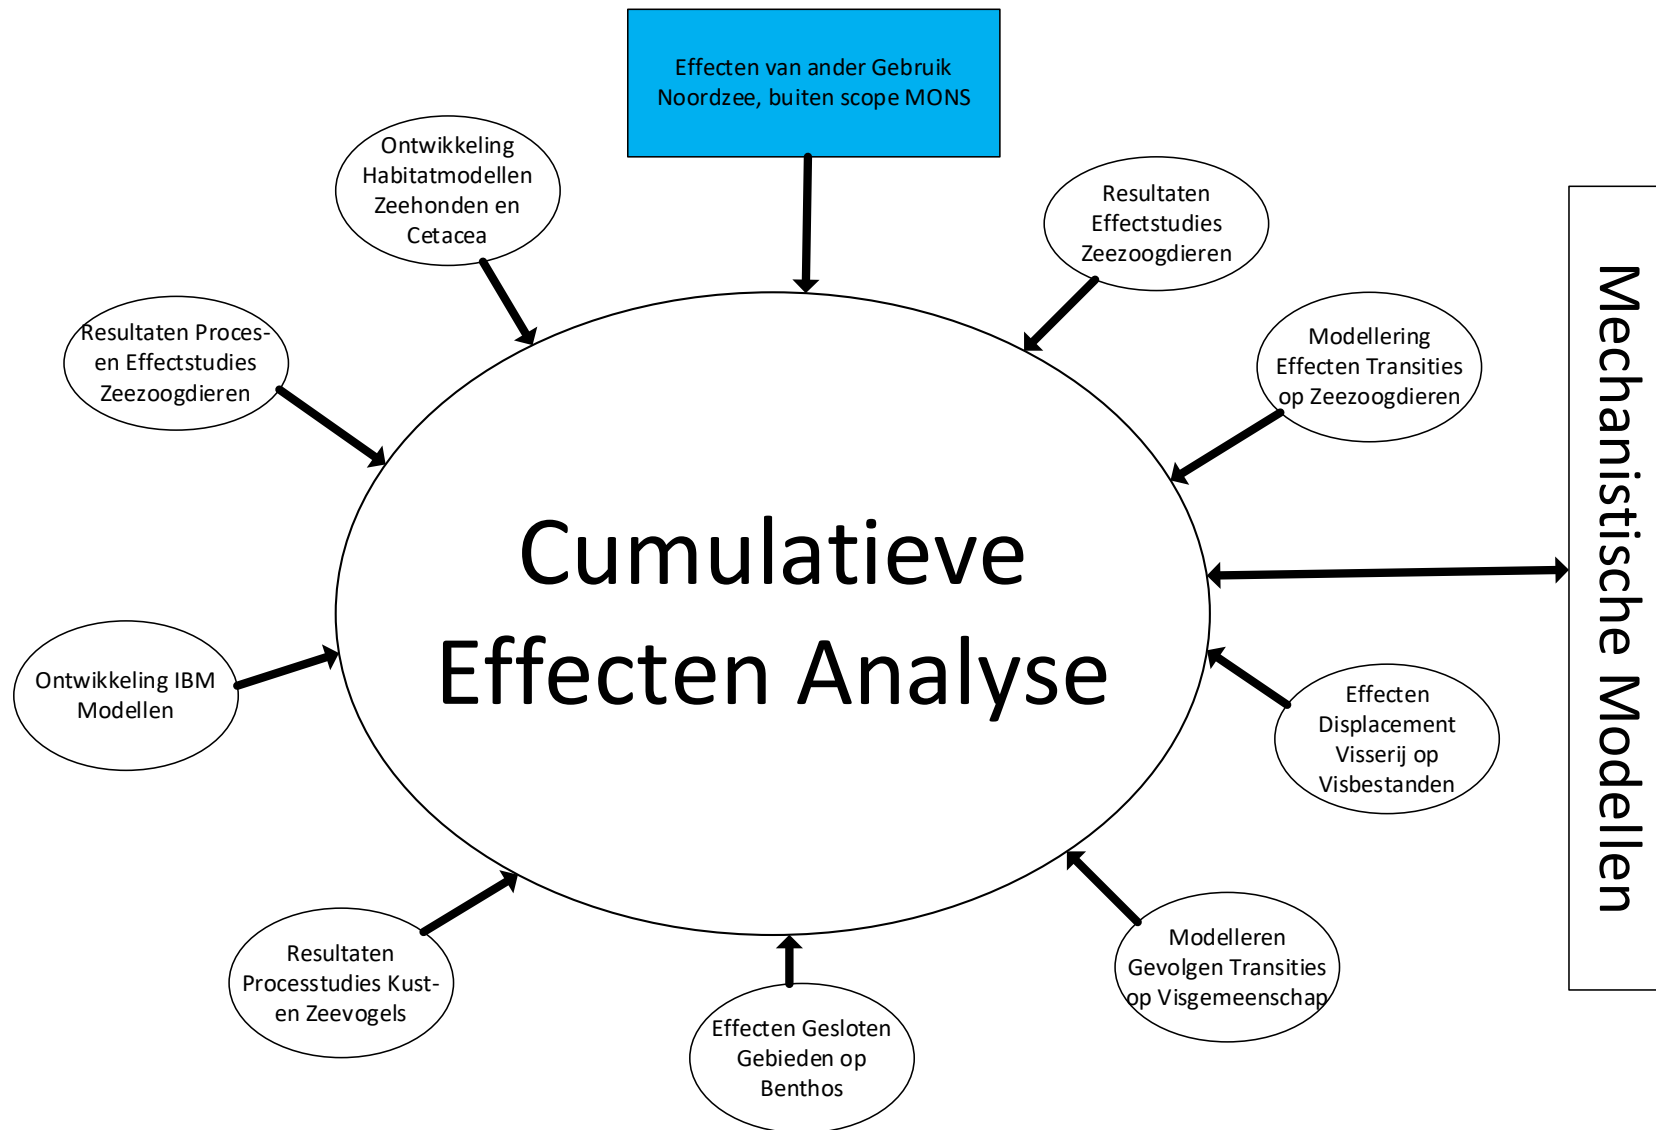 Effecten van ander Gebruik
Noordzee, buiten scope MONS
Ontwikkeling
Habitatmodellen
Zeehonden en
Cetacea
Resultaten
Effectstudies
Zeezoogdieren
Resultaten Proces-
en Effectstudies
Zeezoogdieren
Modellering
Effecten Transities
op Zeezoogdieren
Mechanistische Modellen
Cumulatieve
Effecten Analyse
Ontwikkeling IBM
Modellen
Effecten
Displacement
Visserij op
Visbestanden
Resultaten
Processtudies Kust-
en Zeevogels
Modelleren
Gevolgen Transities
op Visgemeenschap
Effecten Gesloten
Gebieden op
Benthos